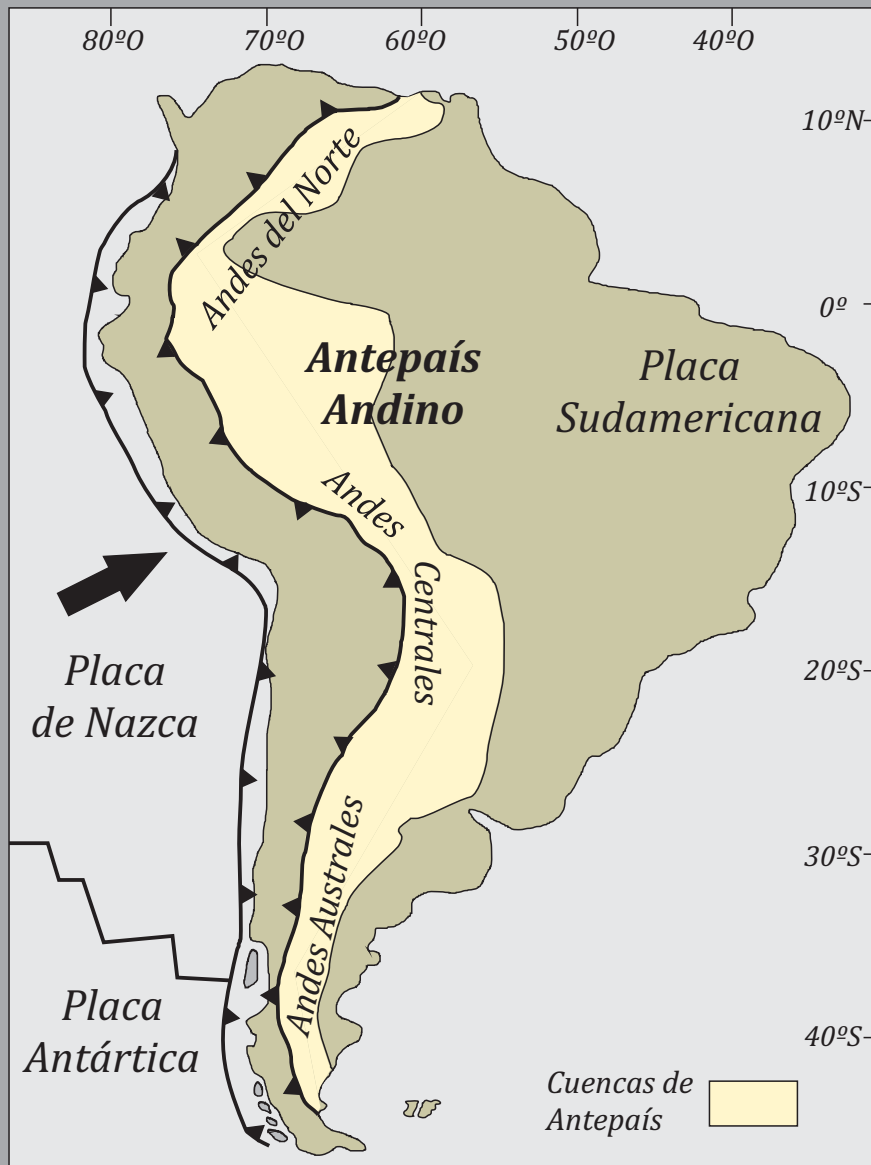 80ºO 70ºO 60ºO 50ºO 40ºO
10ºN
Andes del Norte
0º
Antepaís
Andino
Placa
Sudamericana
10ºS
Andes
Centrales
Placa
de Nazca
20ºS
30ºS
Andes Australes
Placa
Antártica
40ºS
Cuencas de
Antepaís